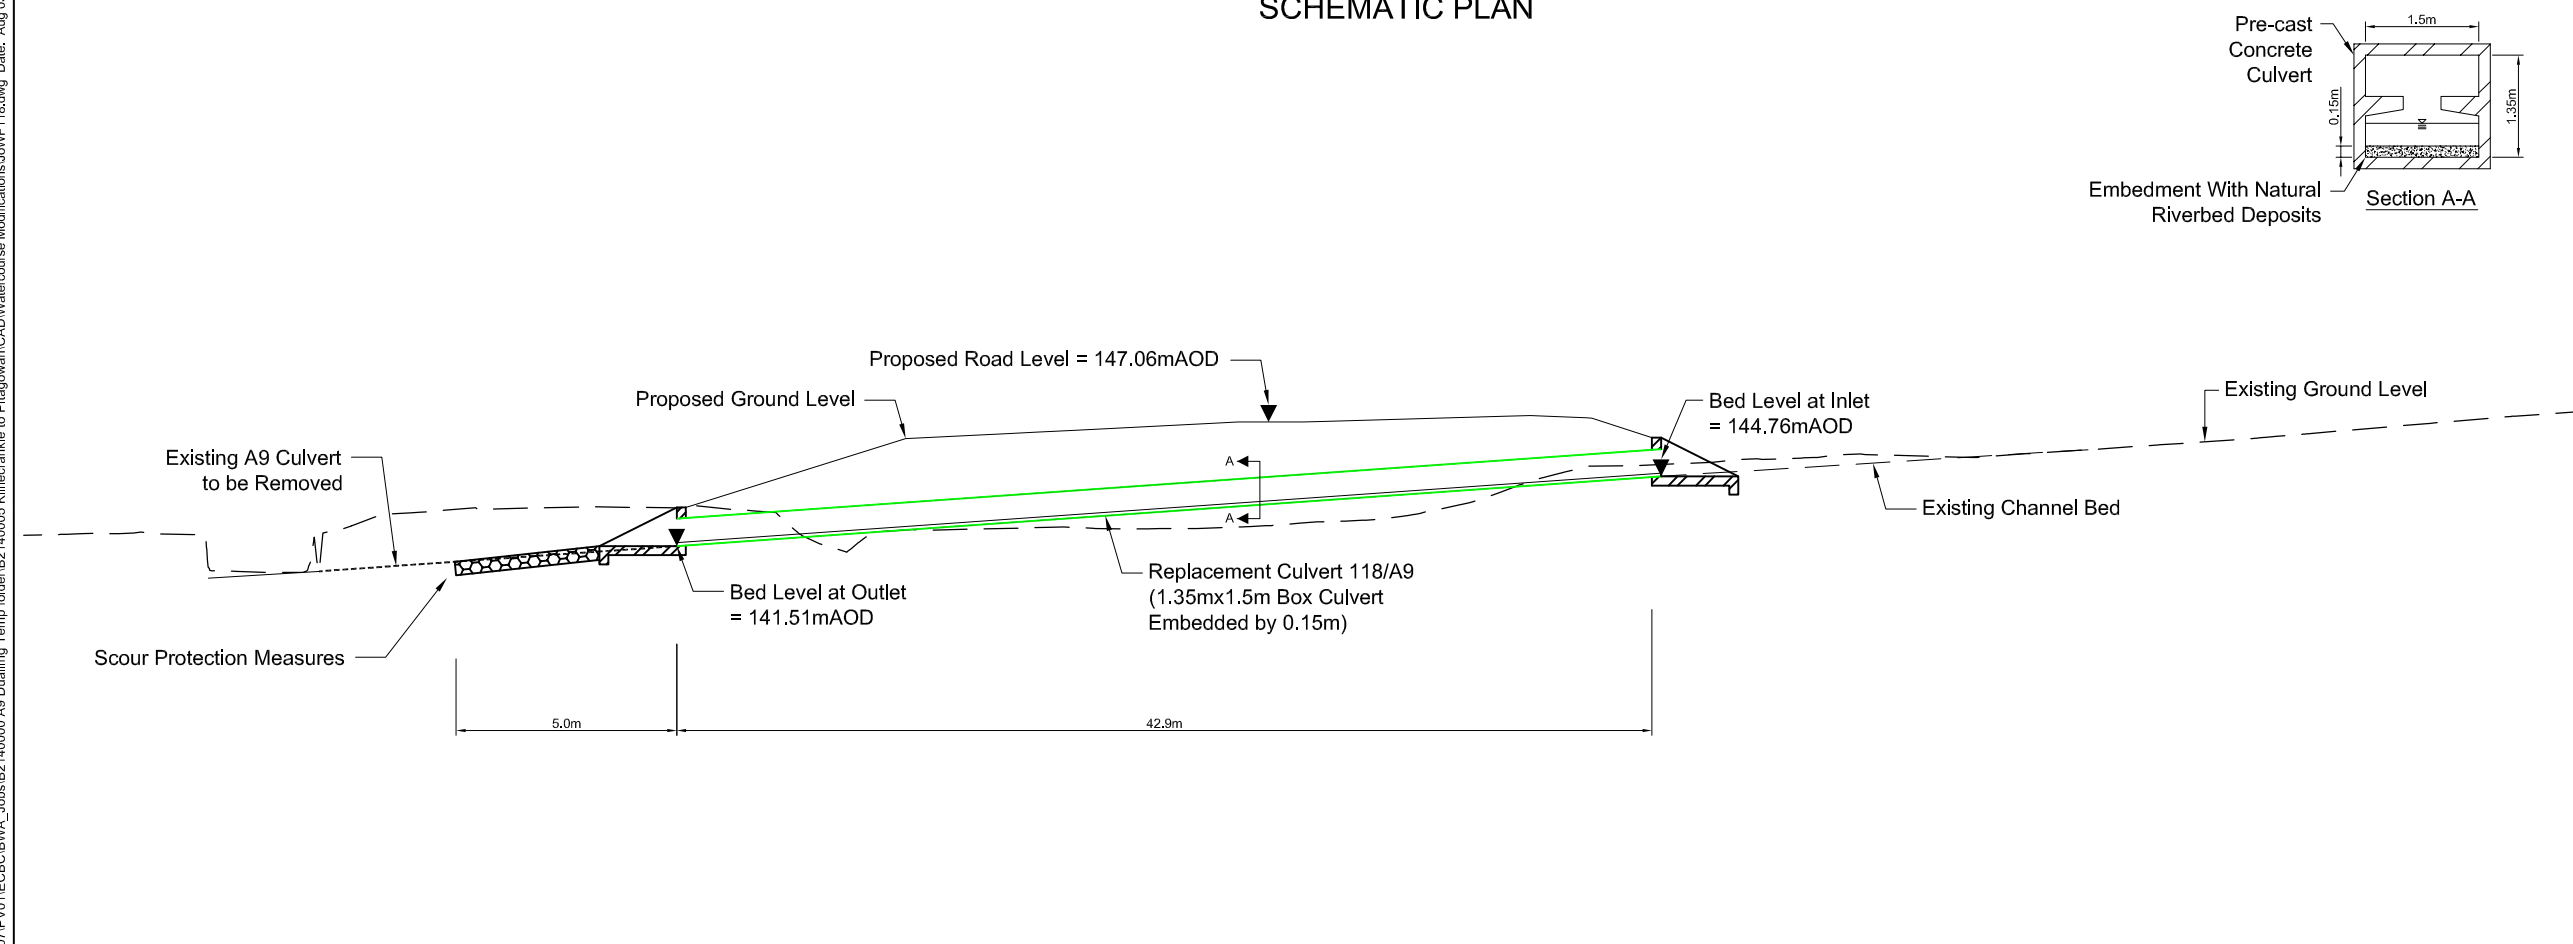 SCHEMATIC PLAN
Pre-cast
Concrete
Culvert
1.5m
0.15m
1.35m
Embedment With Natural
Riverbed Deposits
Section A-A
Proposed Road Level = 147.06mAOD
Proposed Ground Level
Bed Level at Inlet
= 144.76mAOD
Existing Ground Level
Existing A9 Culvert
to be Removed
A
A
Existing Channel Bed
Bed Level at Outlet
= 141.51mAOD
Replacement Culvert 118/A9
(1.35mx1.5m Box Culvert
Embedded by 0.15m)
Scour Protection Measures
5.0m
42.9m